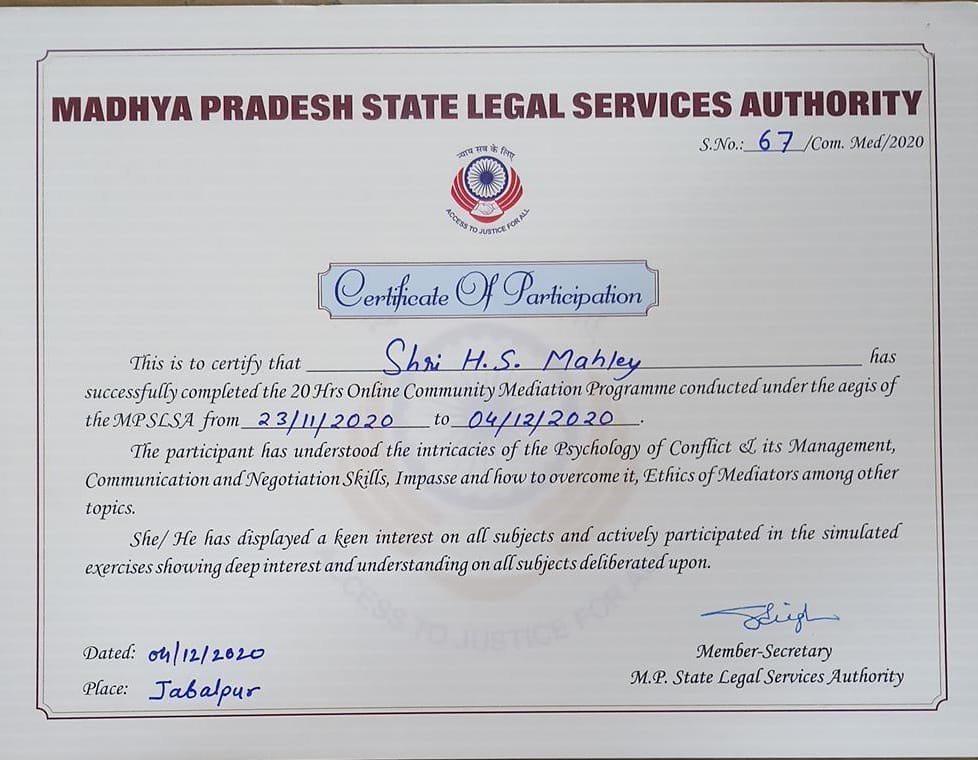 MADHYA PRADESH STATE LEGAL SERVICES AUTHORITY
S.No.: 67 /Com. Med/2020
न्याय सब के लिए
ACCESS TO JUSTICE FOR ALL
Certificate Of Participation
This is to certify that Shri H.S. Mahley has
successfully completed the 20 Hrs Online Community Mediation Programme conducted under the aegis of
the MPSLSA from 23/11/2020 to 04/12/2020.
The participant has understood the intricacies of the Psychology of Conflict & its Management,
Communication and Negotiation Skills, Impasse and how to overcome it, Ethics of Mediators among other
topics.
She/ He has displayed a keen interest on all subjects and actively participated in the simulated
exercises showing deep interest and understanding on all subjects deliberated upon.
ACCESS TO JUSTICE FOR A
Dated: 04/12/2020
Place: Jabalpur
Member-Secretary
M.P. State Legal Services Authority